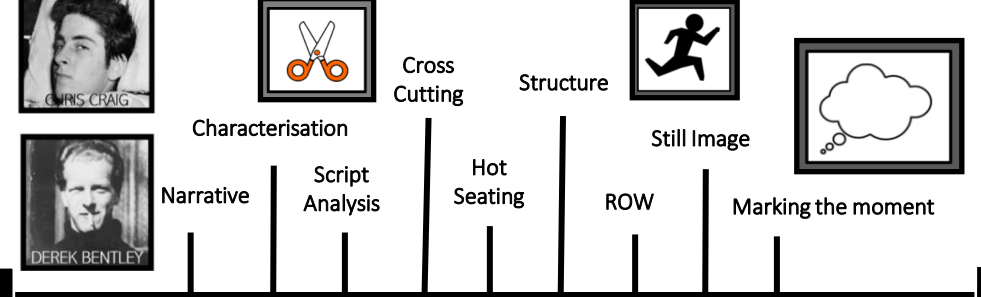 CHRIS CRAIG
DEREK BENTLEY
Narrative
Characterisation
Script
Analysis
Cross
Cutting
Hot
Seating
Structure
ROW
Still Image
Marking the moment